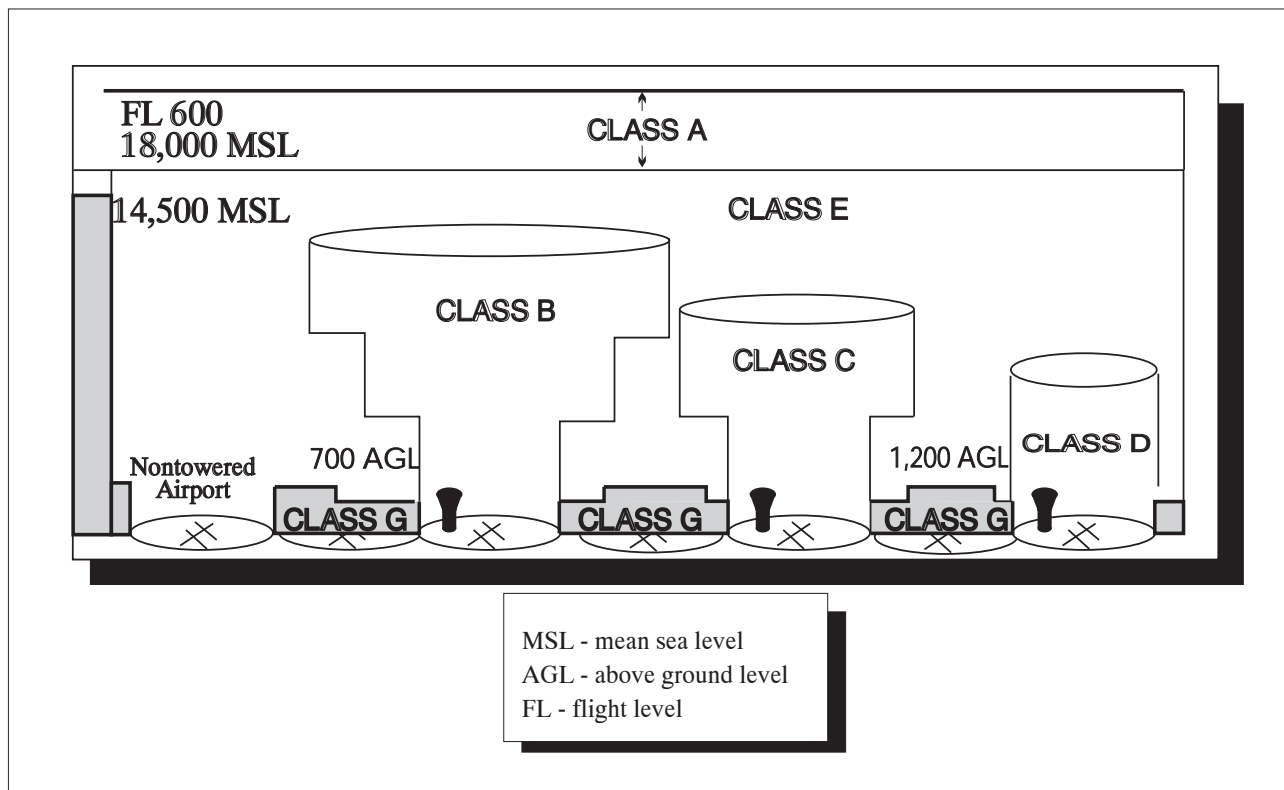 FL 600
18,000 MSL
CLASS A
14,500 MSL
CLASS E
CLASS B
CLASS C
CLASS D
Nontowered
Airport
700 AGL
1,200 AGL
CLASS G
CLASS G
CLASS G
MSL - mean sea level
AGL - above ground level
FL - flight level